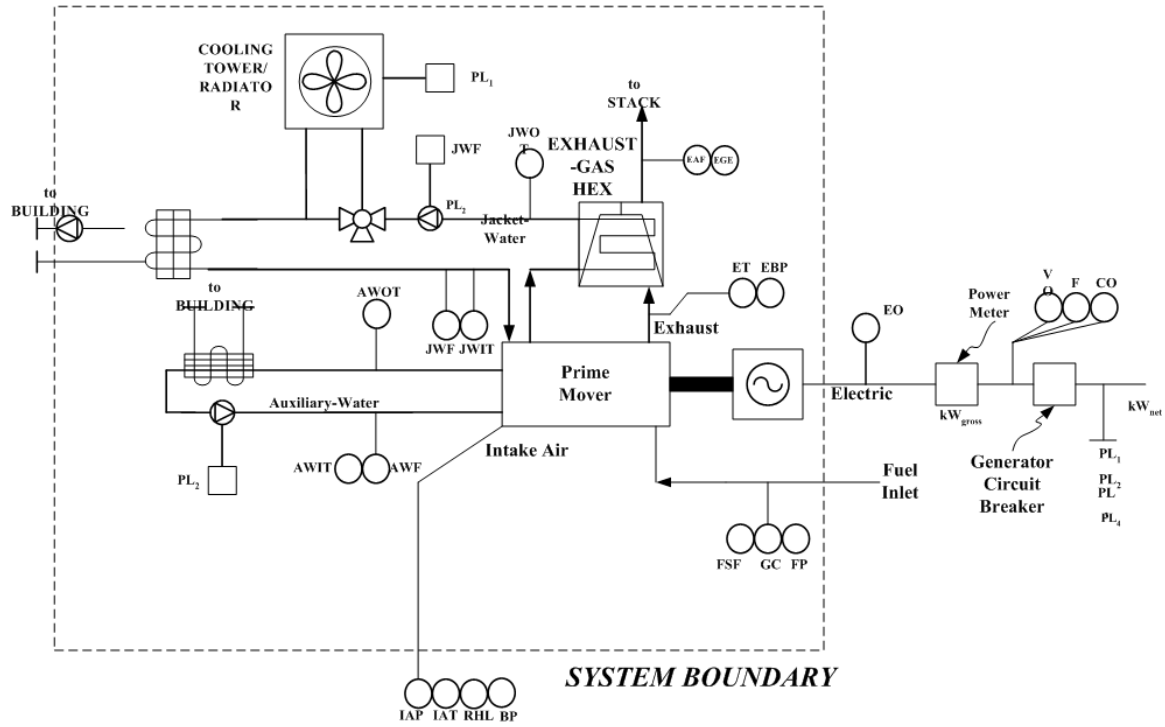 COOLING
TOWER/
RADIATO
R
PL1
to
STACK
JWO
T
JWF
EXHAUST
-GAS
HEX
EAF
EGE
to
BUILDING
PL2
Jacket-
Water
to
BUILDING
AWOT
JWF
JWIT
ET
EBP
Exhaust
EO
Power
Meter
V
O
F
CO
Prime
Mover
Auxiliary-Water
Electric
kWgross
kWnet
Intake Air
AWIT
AWF
PL2
Fuel
Inlet
Generator
Circuit
Breaker
PL1
PL2
PL
PL4
FSF
GC
FP
SYSTEM BOUNDARY
IAP
IAT
RHL
BP